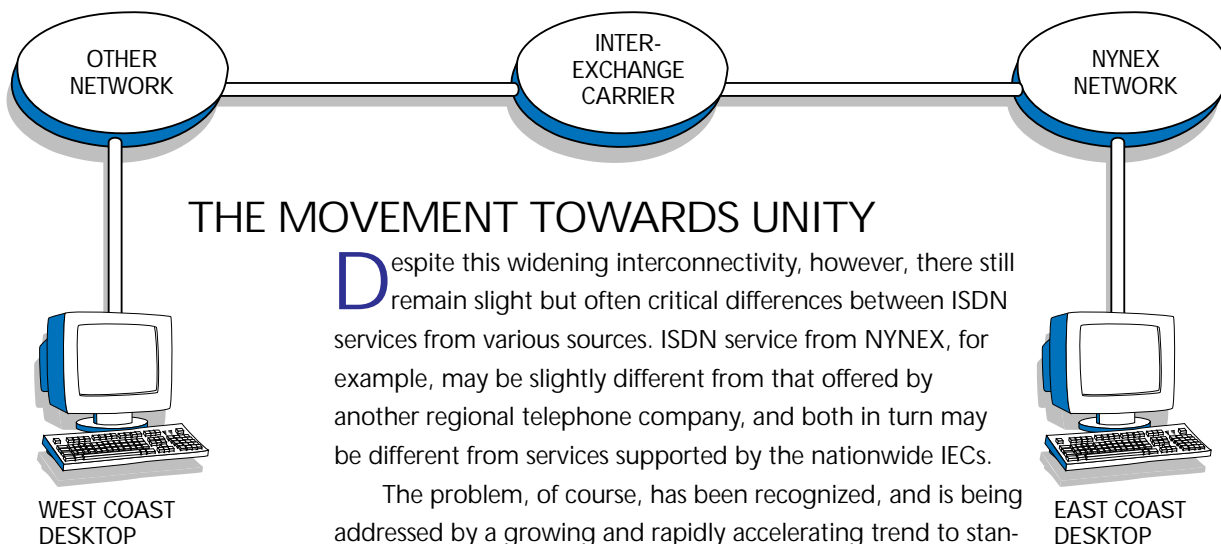 OTHER
NETWORK
INTER-
EXCHANGE
CARRIER
NYNEX
NETWORK
WEST COAST
DESKTOP
EAST COAST
DESKTOP
THE MOVEMENT TOWARDS UNITY
Despite this widening interconnectivity, however, there still
remain slight but often critical differences between ISDN
services from various sources. ISDN service from NYNEX, for
example, may be slightly different from that offered by
another regional telephone company, and both in turn may
be different from services supported by the nationwide IECs.
The problem, of course, has been recognized, and is being
addressed by a growing and rapidly accelerating trend to stan-